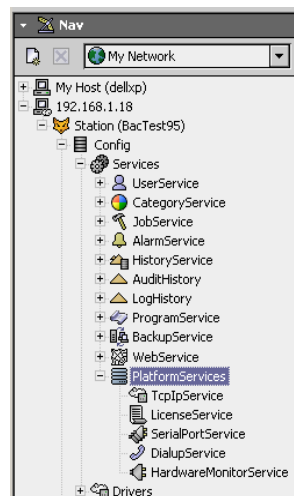 Nav
My Network
My Host (dellxp)
192.168.1.18
Station (BacTest95)
Config
Services
UserService
CategoryService
JobService
AlarmService
HistoryService
AuditHistory
LogHistory
ProgramService
BackupService
WebService
PlatformServices
TcpIpService
LicenseService
SerialPortService
DialupService
HardwareMonitorService
Drivers